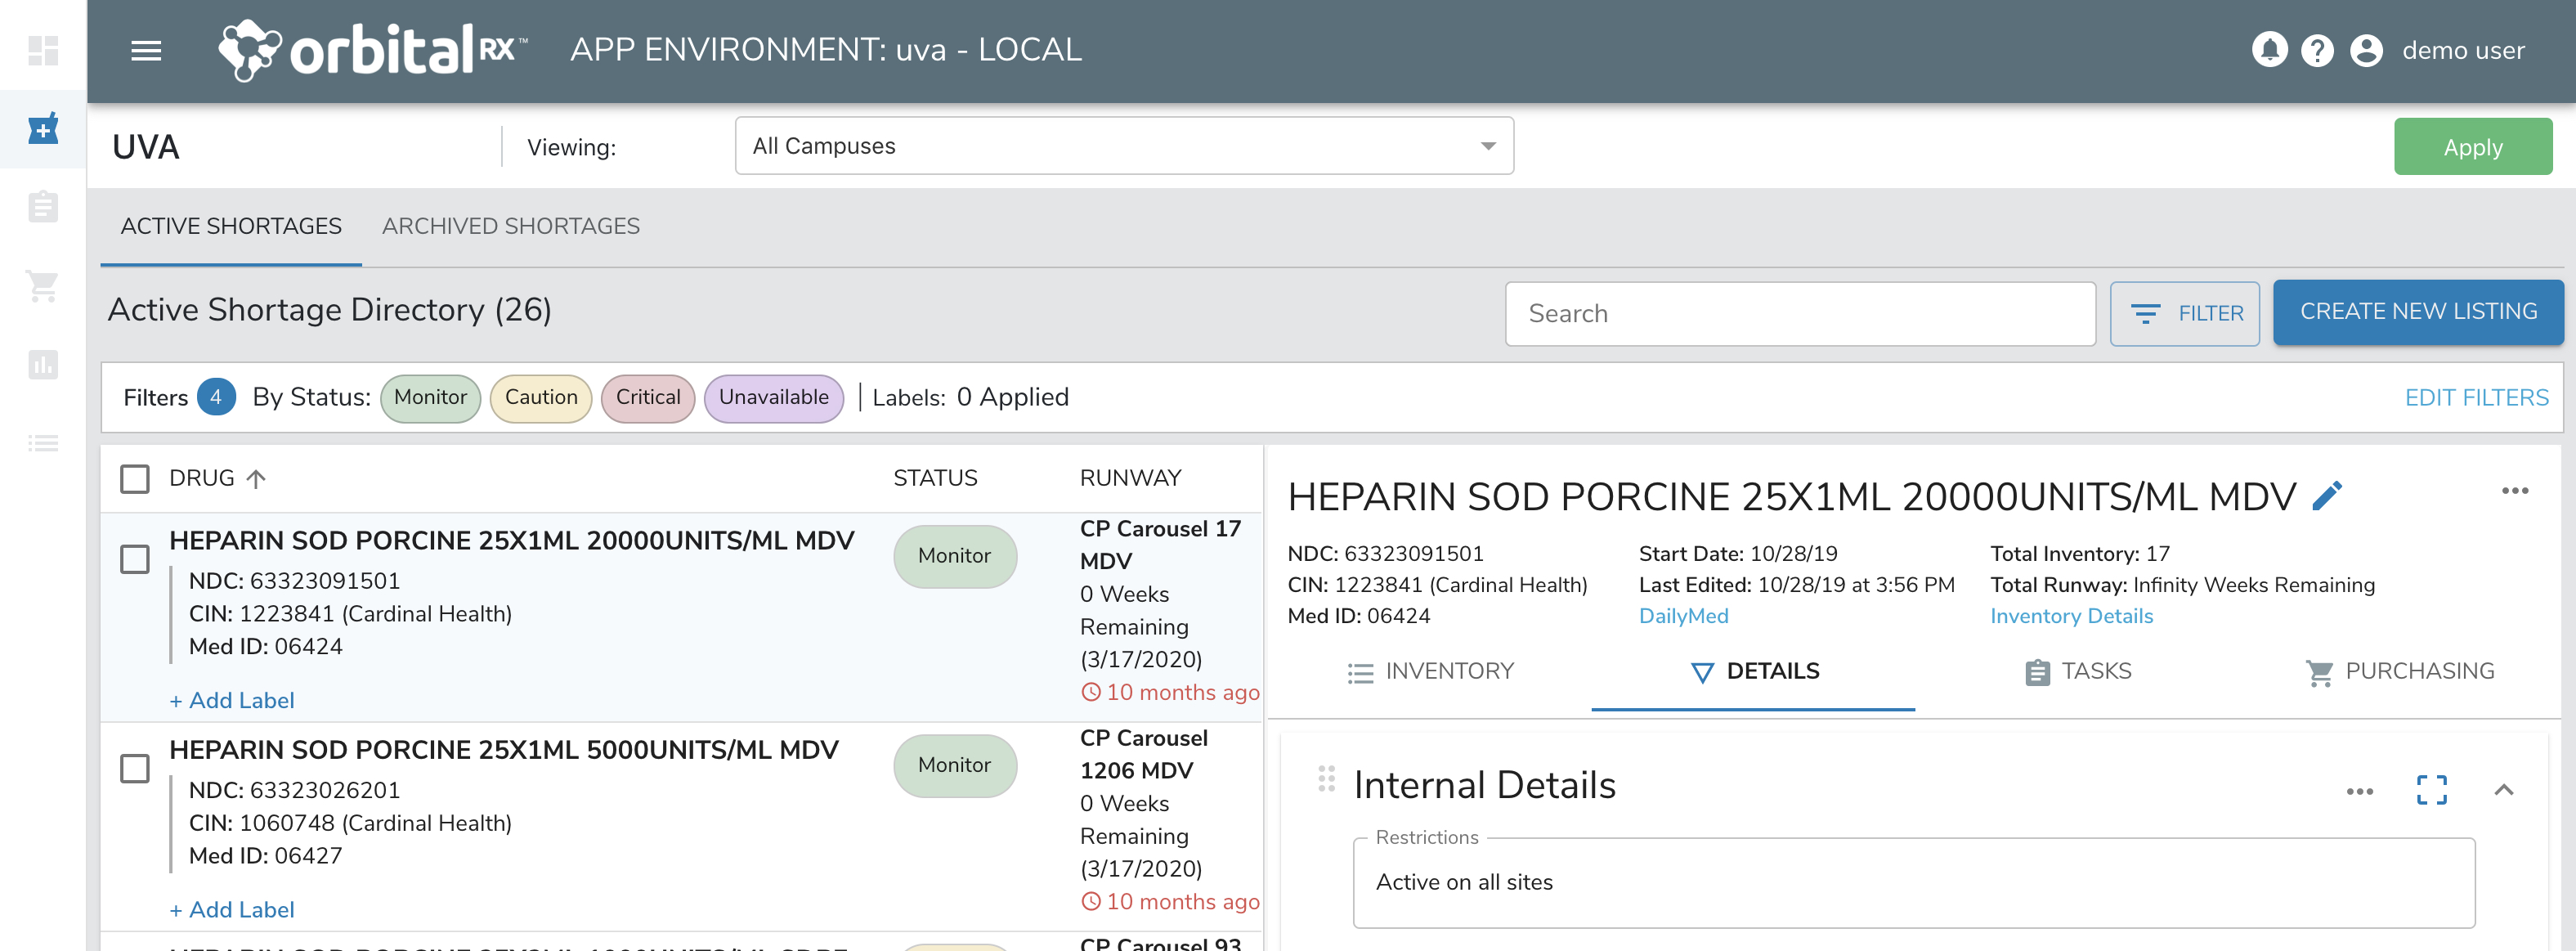 orbitalRX™ APP ENVIRONMENT: uva - LOCAL
demo user
UVA
Viewing:
All Campuses
Apply
ACTIVE SHORTAGES
ARCHIVED SHORTAGES
Active Shortage Directory (26)
Search
FILTER
CREATE NEW LISTING
Filters 4 By Status: Monitor Caution Critical Unavailable | Labels: 0 Applied
EDIT FILTERS
DRUG
STATUS
RUNWAY
HEPARIN SOD PORCINE 25X1ML 20000UNITS/ML MDV
NDC: 63323091501
CIN: 1223841 (Cardinal Health)
Med ID: 06424
+ Add Label
Monitor
CP Carousel 17
MDV
0 Weeks
Remaining
(3/17/2020)
10 months ago
HEPARIN SOD PORCINE 25X1ML 5000UNITS/ML MDV
NDC: 63323026201
CIN: 1060748 (Cardinal Health)
Med ID: 06427
+ Add Label
Monitor
CP Carousel
1206 MDV
0 Weeks
Remaining
(3/17/2020)
10 months ago
CP Carousel 93
HEPARIN SOD PORCINE 25X1ML 20000UNITS/ML MDV
NDC: 63323091501
CIN: 1223841 (Cardinal Health)
Med ID: 06424
Start Date: 10/28/19
Last Edited: 10/28/19 at 3:56 PM
DailyMed
Total Inventory: 17
Total Runway: Infinity Weeks Remaining
Inventory Details
INVENTORY
DETAILS
TASKS
PURCHASING
Internal Details
Restrictions
Active on all sites